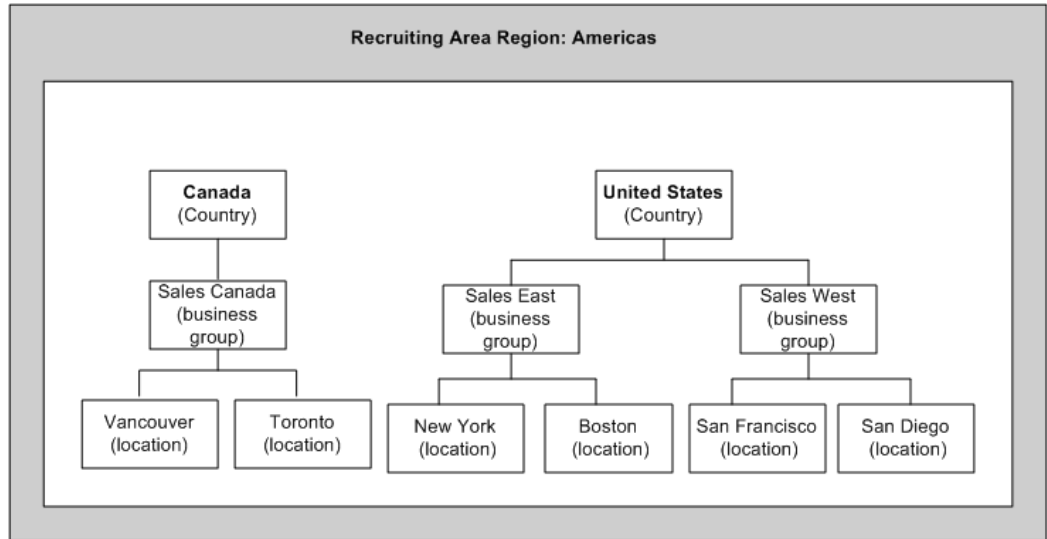 Recruiting Area Region: Americas
Canada
(Country)
United States
(Country)
Sales Canada
(business
group)
Sales East
(business
group)
Sales West
(business
group)
Vancouver
(location)
Toronto
(location)
New York
(location)
Boston
(location)
San Francisco
(location)
San Diego
(location)